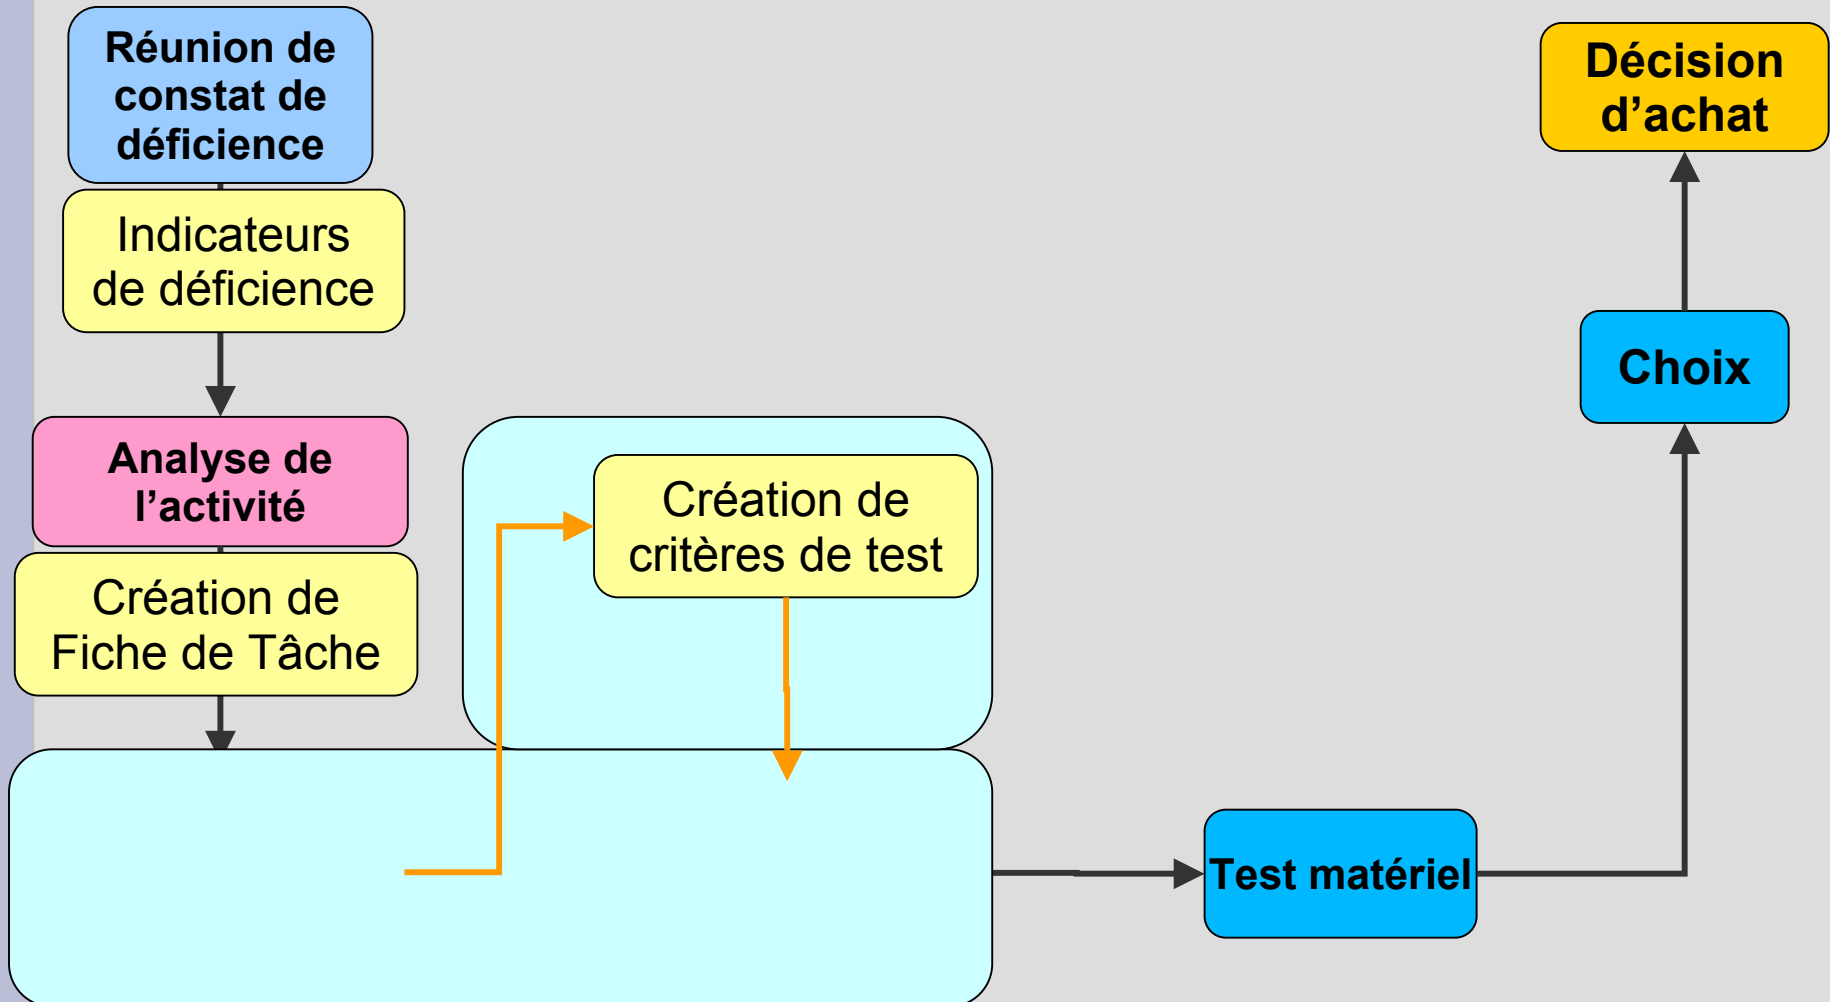 Réunion de
constat de
déficience
Indicateurs
de déficience
Analyse de
l’activité
Création de
Fiche de Tâche
Création de
critères de test
Test matériel
Choix
Décision
d’achat